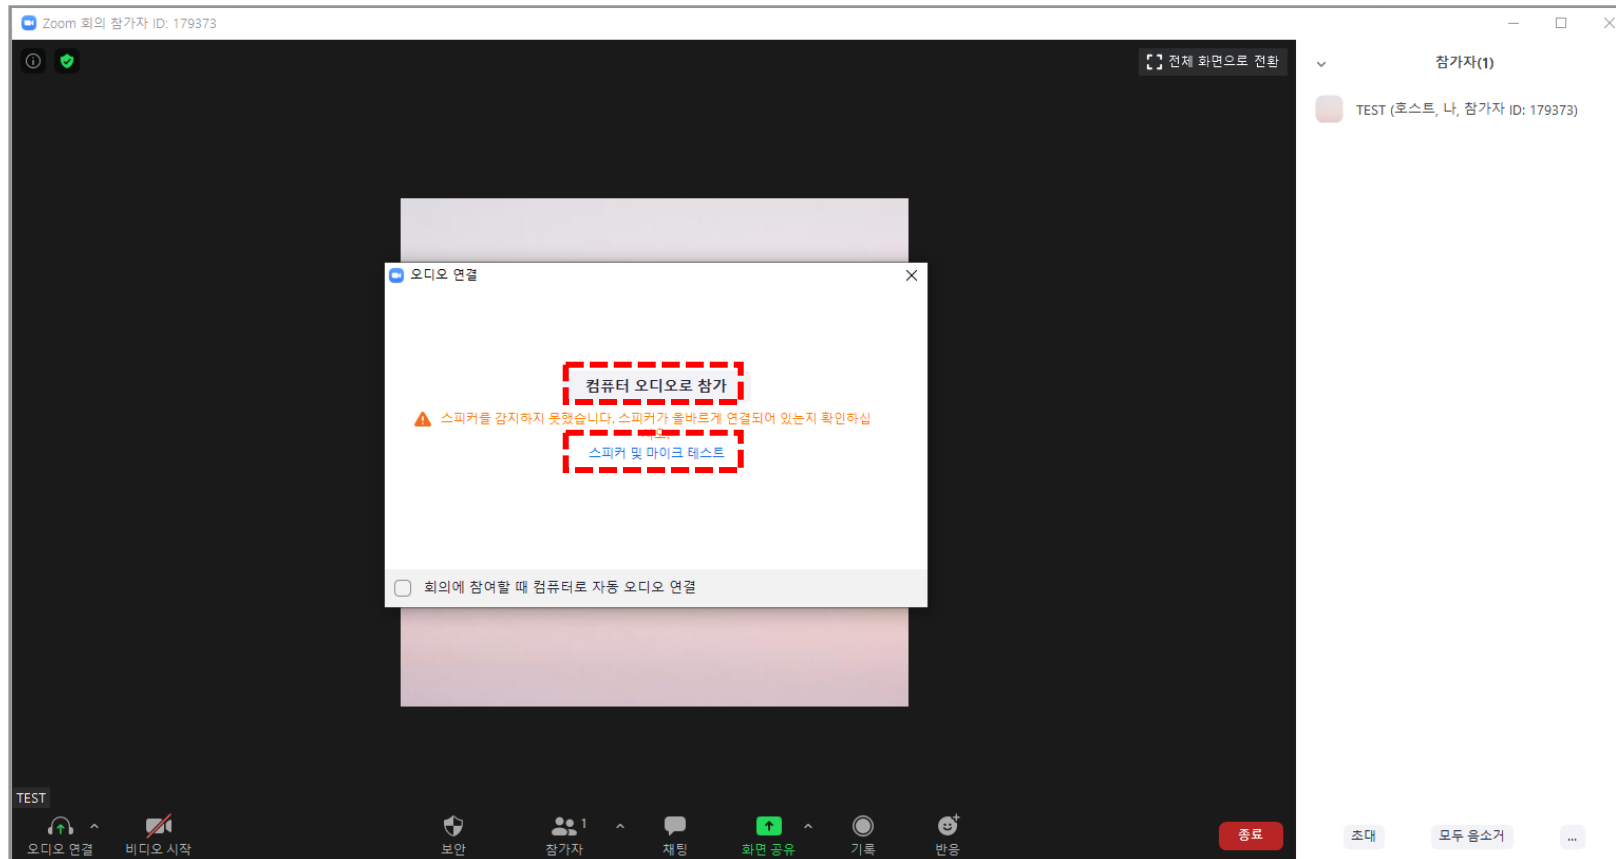 Zoom 회의 참가자 ID: 179373
전체 화면으로 전환
참가자(1)
TEST (호스트, 나, 참가자 ID: 179373)
오디오 연결
컴퓨터 오디오로 참가
스피커를 감지하지 못했습니다. 스피커가 올바르게 연결되어 있는지 확인하십
시오.
스피커 및 마이크 테스트
회의에 참여할 때 컴퓨터로 자동 오디오 연결
TEST
오디오 연결
비디오 시작
보안
1
참가자
채팅
화면 공유
기록
반응
종료
초대
모두 음소거
...